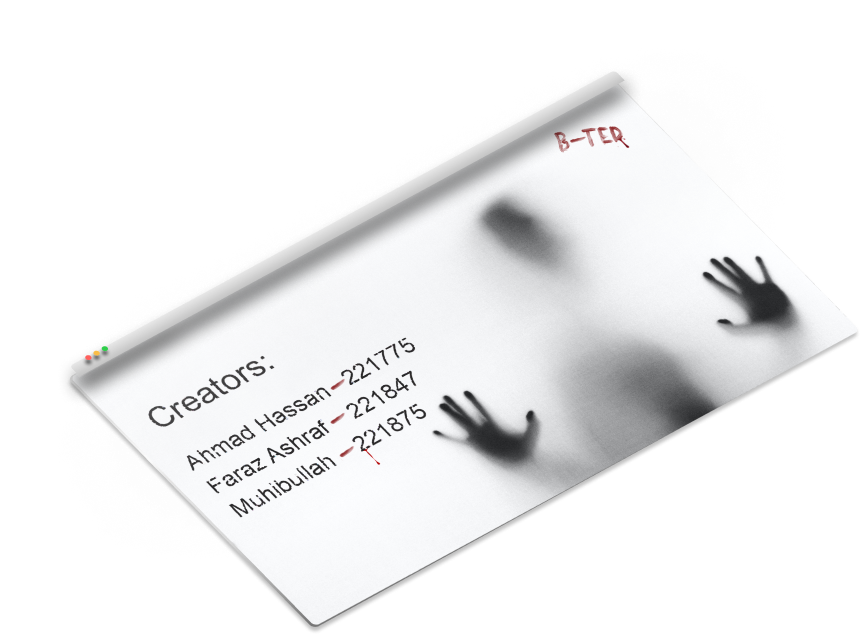 B-TER
Creators:
Ahmad Hassan - 221775
Faraz Ashraf - 221847
Muhibullah - 221875